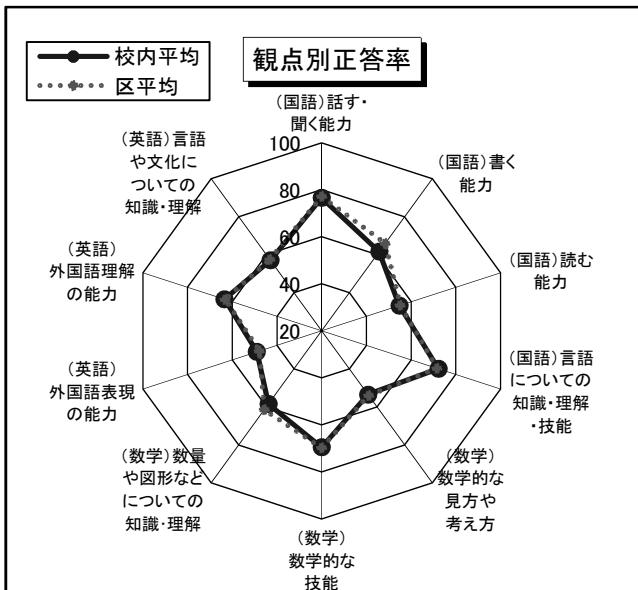 校内平均
区平均
観点別正答率
(国語)話す・
聞く能力
(国語)書く
能力
(国語)読む
能力
(国語)言語
についての
知識・理解
・技能
(数学)
数学的な
見方や
考え方
(数学)
数学的な
技能
(数学)数量
や図形など
についての
知識・理解
(英語)
外国語表現
の能力
(英語)
外国語理解
の能力
(英語)言語
や文化に
ついての
知識・理解
100
80
60
40
20